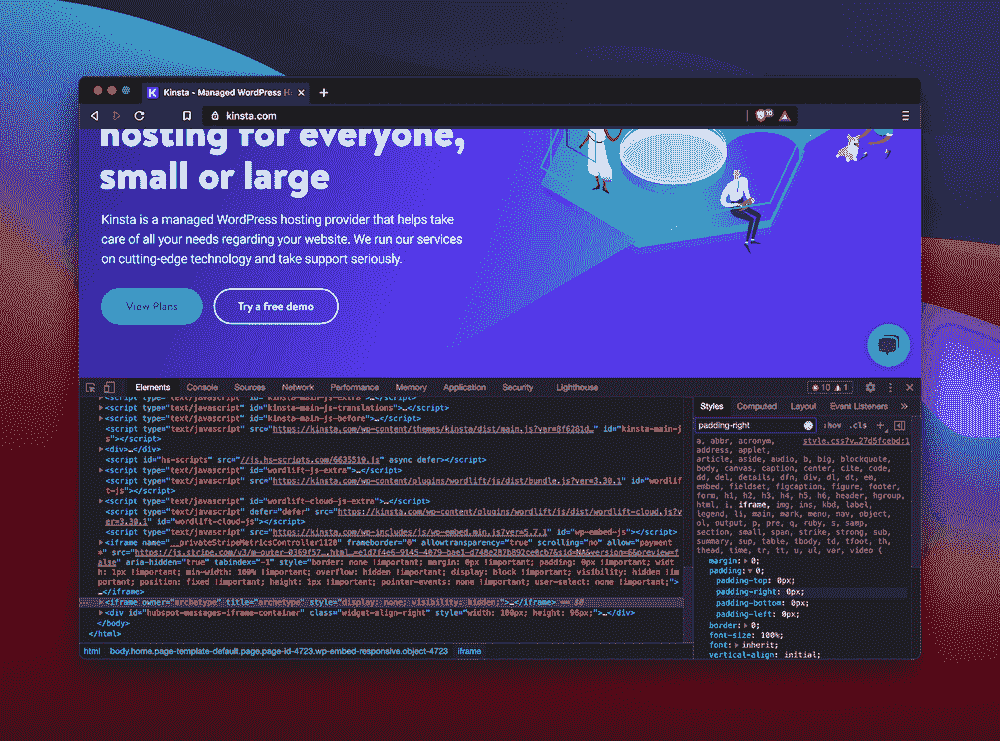 Kinsta - Managed WordPress H
kinsta.com
hosting for everyone,
small or large
Kinsta is a managed WordPress hosting provider that helps take
care of all your needs regarding your website. We run our services
on cutting-edge technology and take support seriously.
View Plans
Try a free demo
Elements Console Sources Network Performance Memory Application Security Lighthouse
10 1
<script type="text/javascript" id="kinsta-main-js-extra">…</script>
<script type="text/javascript" id="kinsta-main-js-translations">…</script>
<script type="text/javascript" id="kinsta-main-js-before">…</script>
<script type="text/javascript" src="https://kinsta.com/wp-content/themes/kinsta/dist/main.js?ver=8f6281d…" id="kinsta-main-j
s"></script>
<div>…</div>
<script id="hs-scripts" src="//js.hs-scripts.com/6635519.js" async defer></script>
<script type="text/javascript" id="wordlift-js-extra">…</script>
<script type="text/javascript" src="https://kinsta.com/wp-content/plugins/wordlift/js/dist/bundle.js?ver=3.30.1" id="wordlif
t-js"></script>
<script type="text/javascript" id="wordlift-cloud-js-extra">…</script>
<script type="text/javascript" defer="defer" src="https://kinsta.com/wp-content/plugins/wordlift/js/dist/wordlift-cloud.js?v
er=3.30.1" id="wordlift-cloud-js"></script>
<script type="text/javascript" src="https://kinsta.com/wp-includes/js/wp-embed.min.js?ver=5.7.1" id="wp-embed-js"></script>
<iframe name="__privateStripeMetricsController1120" frameborder="0" allowtransparency="true" scrolling="no" allow="payment
false" aria-hidden="true" tabindex="-1" style="border: none !important; margin: 0px !important; padding: 0px !important; widt
h: 1px !important; min-width: 100% !important; overflow: hidden !important; display: block !important; visibility: hidden !im
portant; position: fixed !important; height: 1px !important; pointer-events: none !important; user-select: none !important;">
…</iframe>
<iframe owner="archetype" title="archetype" style="display: none; visibility: hidden;">…</iframe> == $0
<div id="hubspot-messages-iframe-container" class="widget-align-right" style="width: 100px; height: 96px;">…</div>
</body>
</html>
html body.home.page-template-default.page.page-id-4723.wp-embed-responsive.object-4723 iframe
Styles Computed Layout Event Listeners »
padding-right :hov .cls +
a, abbr, acronym, style.css?v…27d5fcebd:1
address, applet,
article, aside, audio, b, big, blockquote,
body, canvas, caption, center, cite, code,
dd, del, details, dfn, div, dl, dt, em,
embed, fieldset, figcaption, figure, footer,
form, h1, h2, h3, h4, h5, h6, header, hgroup,
html, i, iframe, img, ins, kbd, label,
legend, li, main, mark, menu, nav, object,
ol, output, p, pre, q, ruby, s, samp,
section, small, span, strike, strong, sub,
summary, sup, table, tbody, td, tfoot, th,
thead, time, tr, tt, u, ul, var, video {
margin: 0;
padding: 0;
padding-top: 0px;
padding-right: 0px;
padding-bottom: 0px;
padding-left: 0px;
border: 0;
font-size: 100%;
font: inherit;
vertical-align: initial;